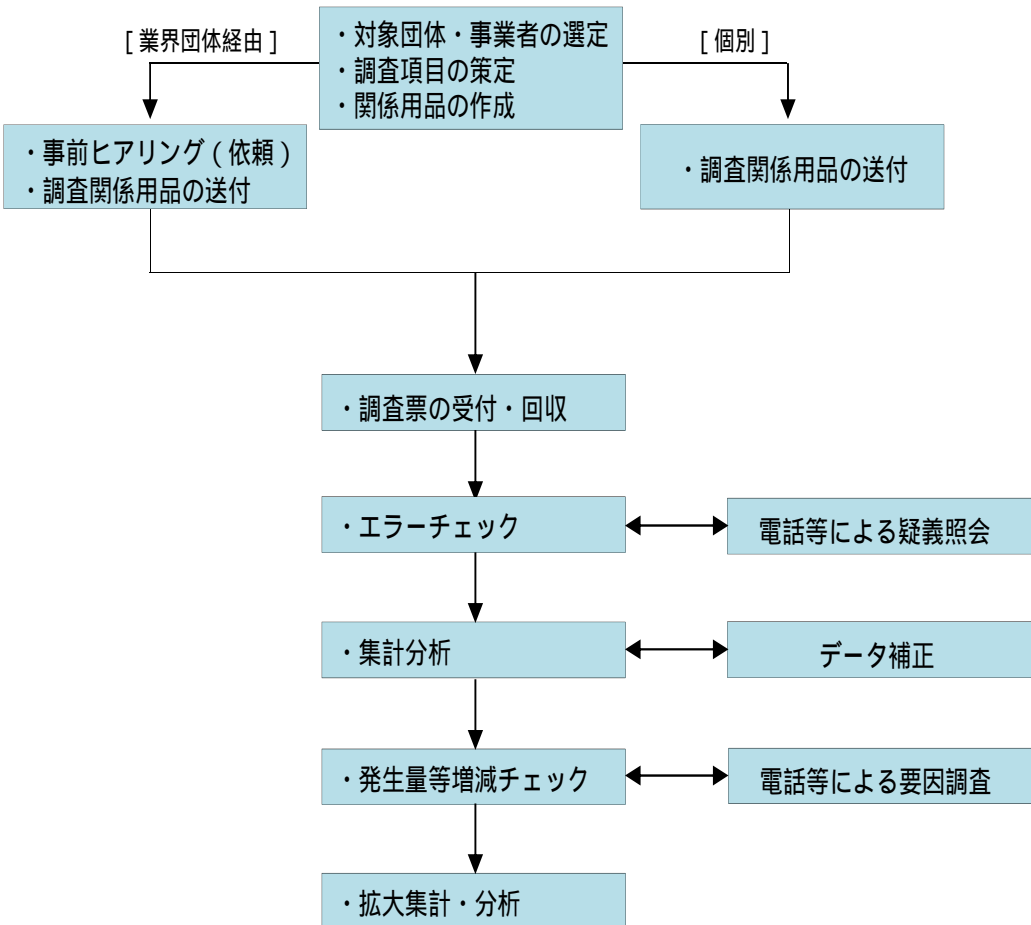 [ 業界団体経由 ]
・対象団体・事業者の選定
・調査項目の策定
・関係用品の作成
[ 個別 ]
・事前ヒアリング ( 依頼 )
・調査関係用品の送付
・調査関係用品の送付
・調査票の受付・回収
・エラーチェック
電話等による疑義照会
・集計分析
データ補正
・発生量等増減チェック
電話等による要因調査
・拡大集計・分析